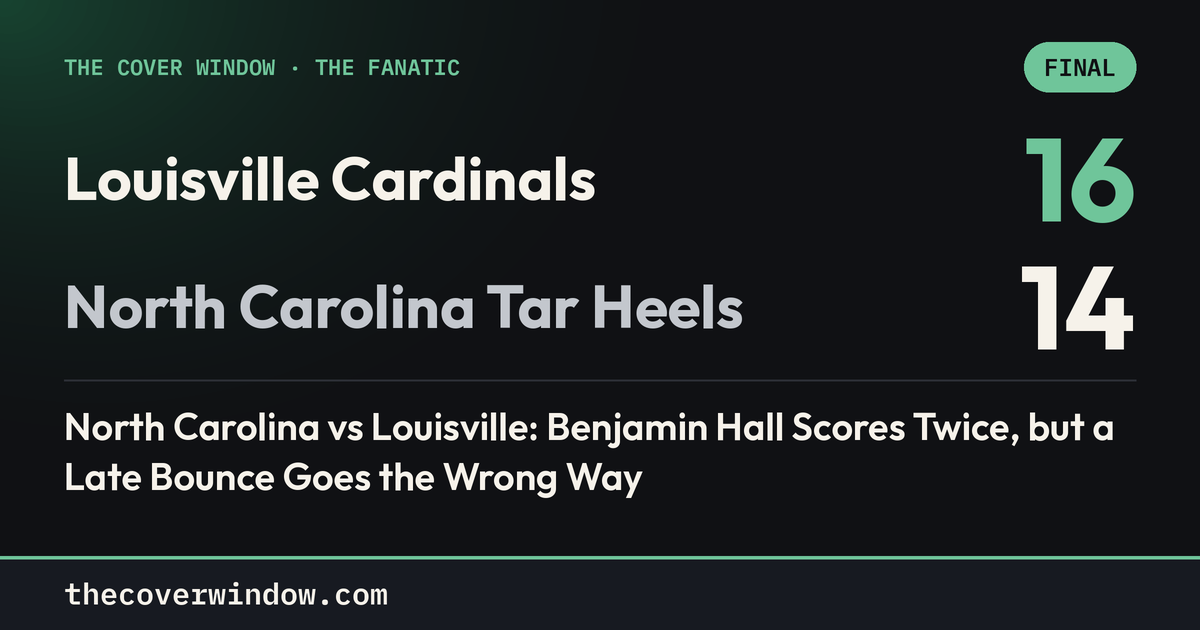 THE COVER WINDOW · THE FANATIC
FINAL
Louisville Cardinals 16
North Carolina Tar Heels 14
North Carolina vs Louisville: Benjamin Hall Scores Twice, but a
Late Bounce Goes the Wrong Way
thecoverwindow.com